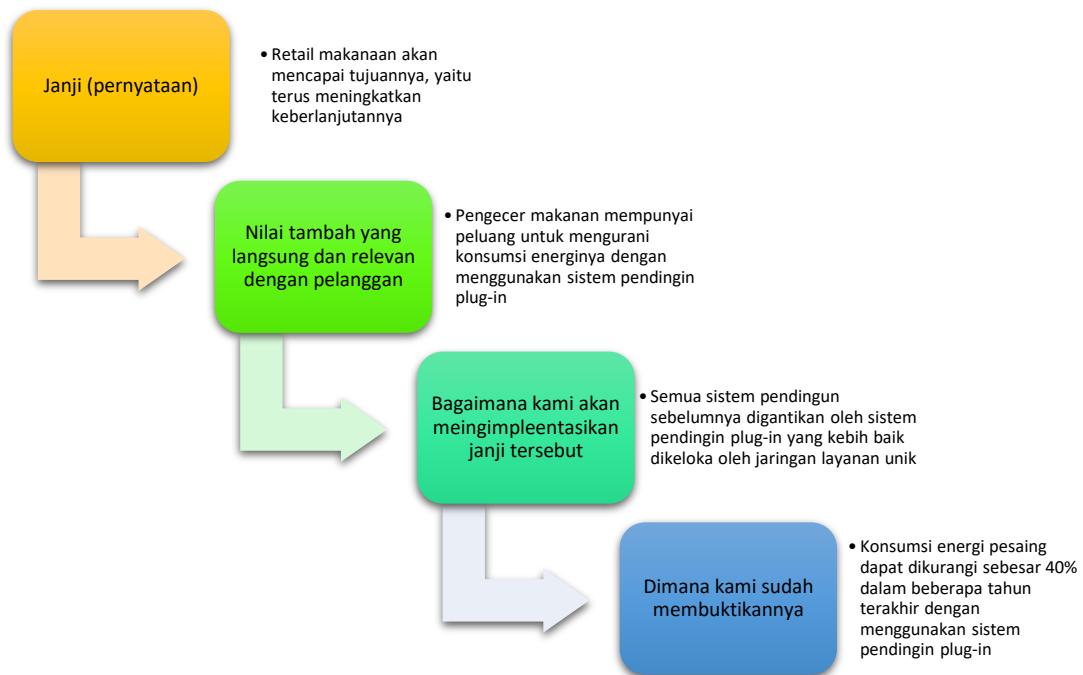 Janji (pernyataan)
• Retail makanaan akan
mencapai tujuannya, yaitu
terus meningkatkan
keberlanjutannya
Nilai tambah yang
langsung dan relevan
dengan pelanggan
• Pengecer makanan mempunyai
peluang untuk mengurani
konsumsi energinya dengan
menggunakan sistem pendingin
plug-in
Bagaimana kami akan
meingimpleentasikan
janji tersebut
• Semua sistem pendingun
sebelumnya digantikan oleh sistem
pendingin plug-in yang kebih baik
dikeloka oleh jaringan layanan unik
Dimana kami sudah
membuktikannya
• Konsumsi energi pesaing
dapat dikurangi sebesar 40%
dalam beberapa tahun
terakhir dengan
menggunakan sistem
pendingin plug-in